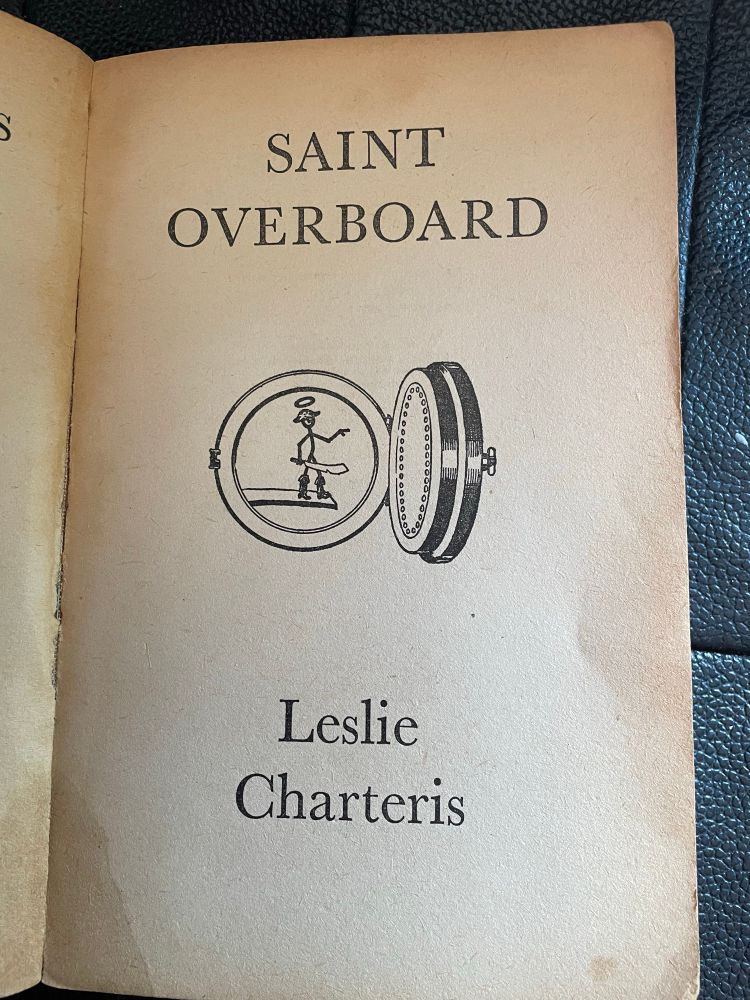 S
SAINT
OVERBOARD
Leslie
Charteris